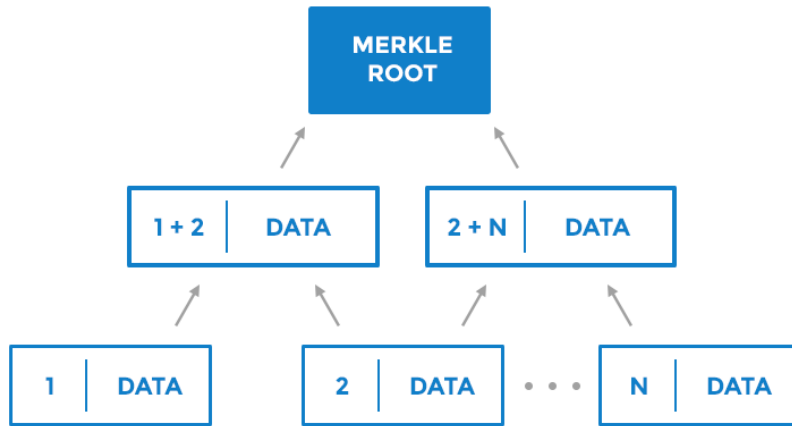 MERKLE
ROOT
1 + 2 DATA 2 + N DATA
1 DATA 2 DATA N DATA